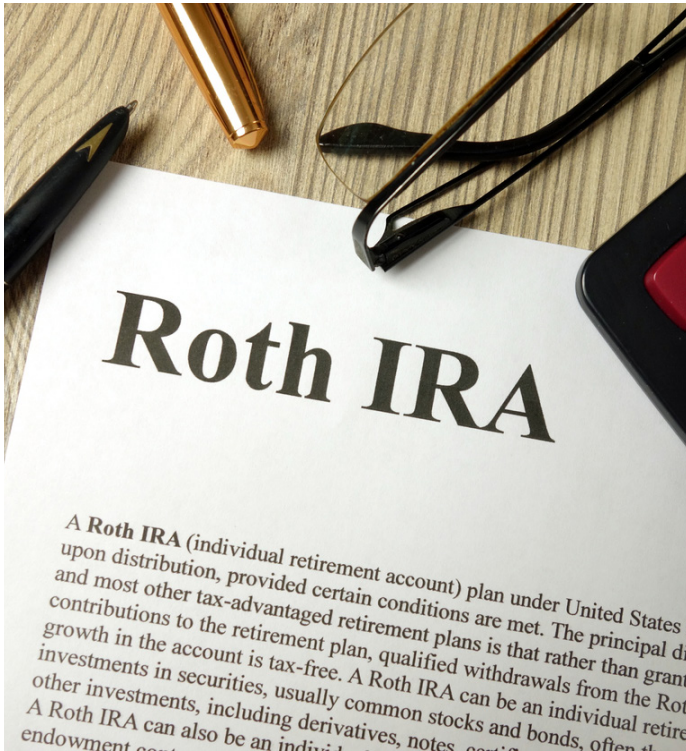 Roth IRA
A Roth IRA (individual retirement account) plan under United States
upon distribution, provided certain conditions are met. The principal
and most other tax-advantaged retirement plans is that rather than
contributions to the retirement plan, qualified withdrawals from the
growth in the account is tax-free. A Roth IRA can be an individual
investments in securities, usually common stocks and bonds, often
other investments, including derivatives, notes,
A Roth IRA can also be an
endowment